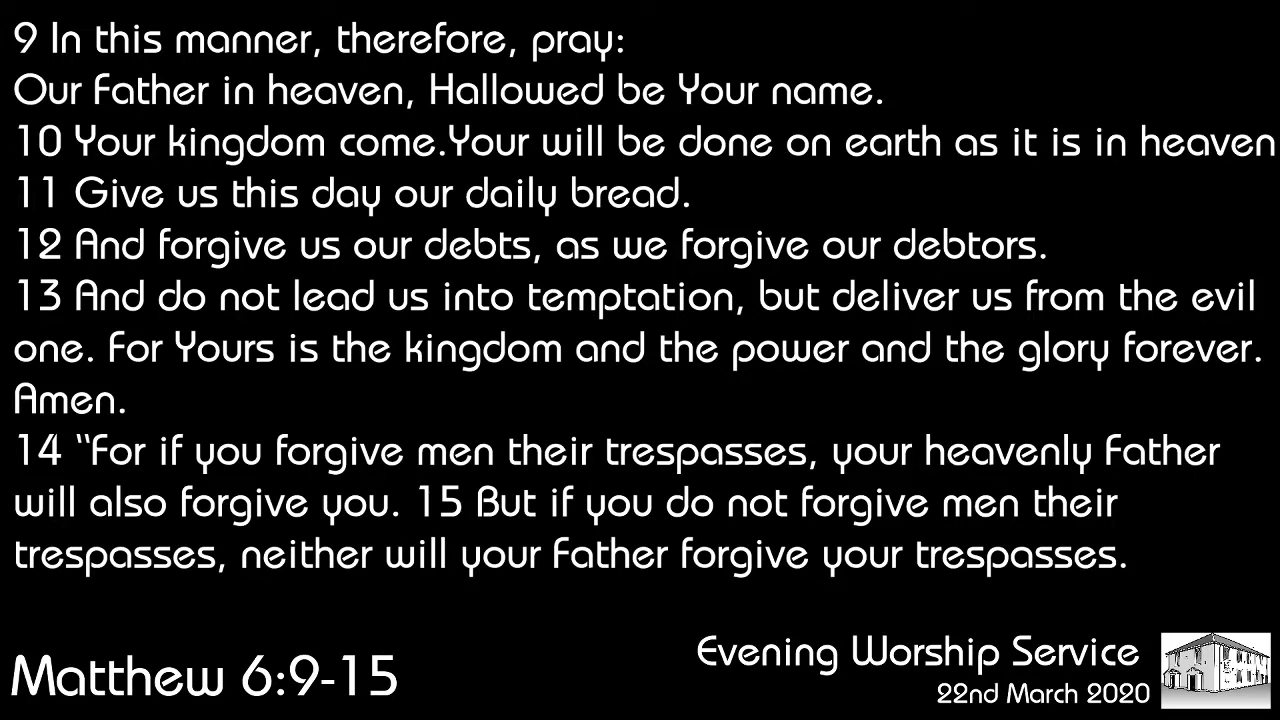 9 In this manner, therefore, pray:
Our Father in heaven, Hallowed be Your name.
10 Your kingdom come.Your will be done on earth as it is in heaven
11 Give us this day our daily bread.
12 And forgive us our debts, as we forgive our debtors.
13 And do not lead us into temptation, but deliver us from the evil
one. For Yours is the kingdom and the power and the glory forever.
Amen.
14 "For if you forgive men their trespasses, your heavenly Father
will also forgive you. 15 But if you do not forgive men their
trespasses, neither will your Father forgive your trespasses.
Matthew 6:9-15
Evening Worship Service
22nd March 2020